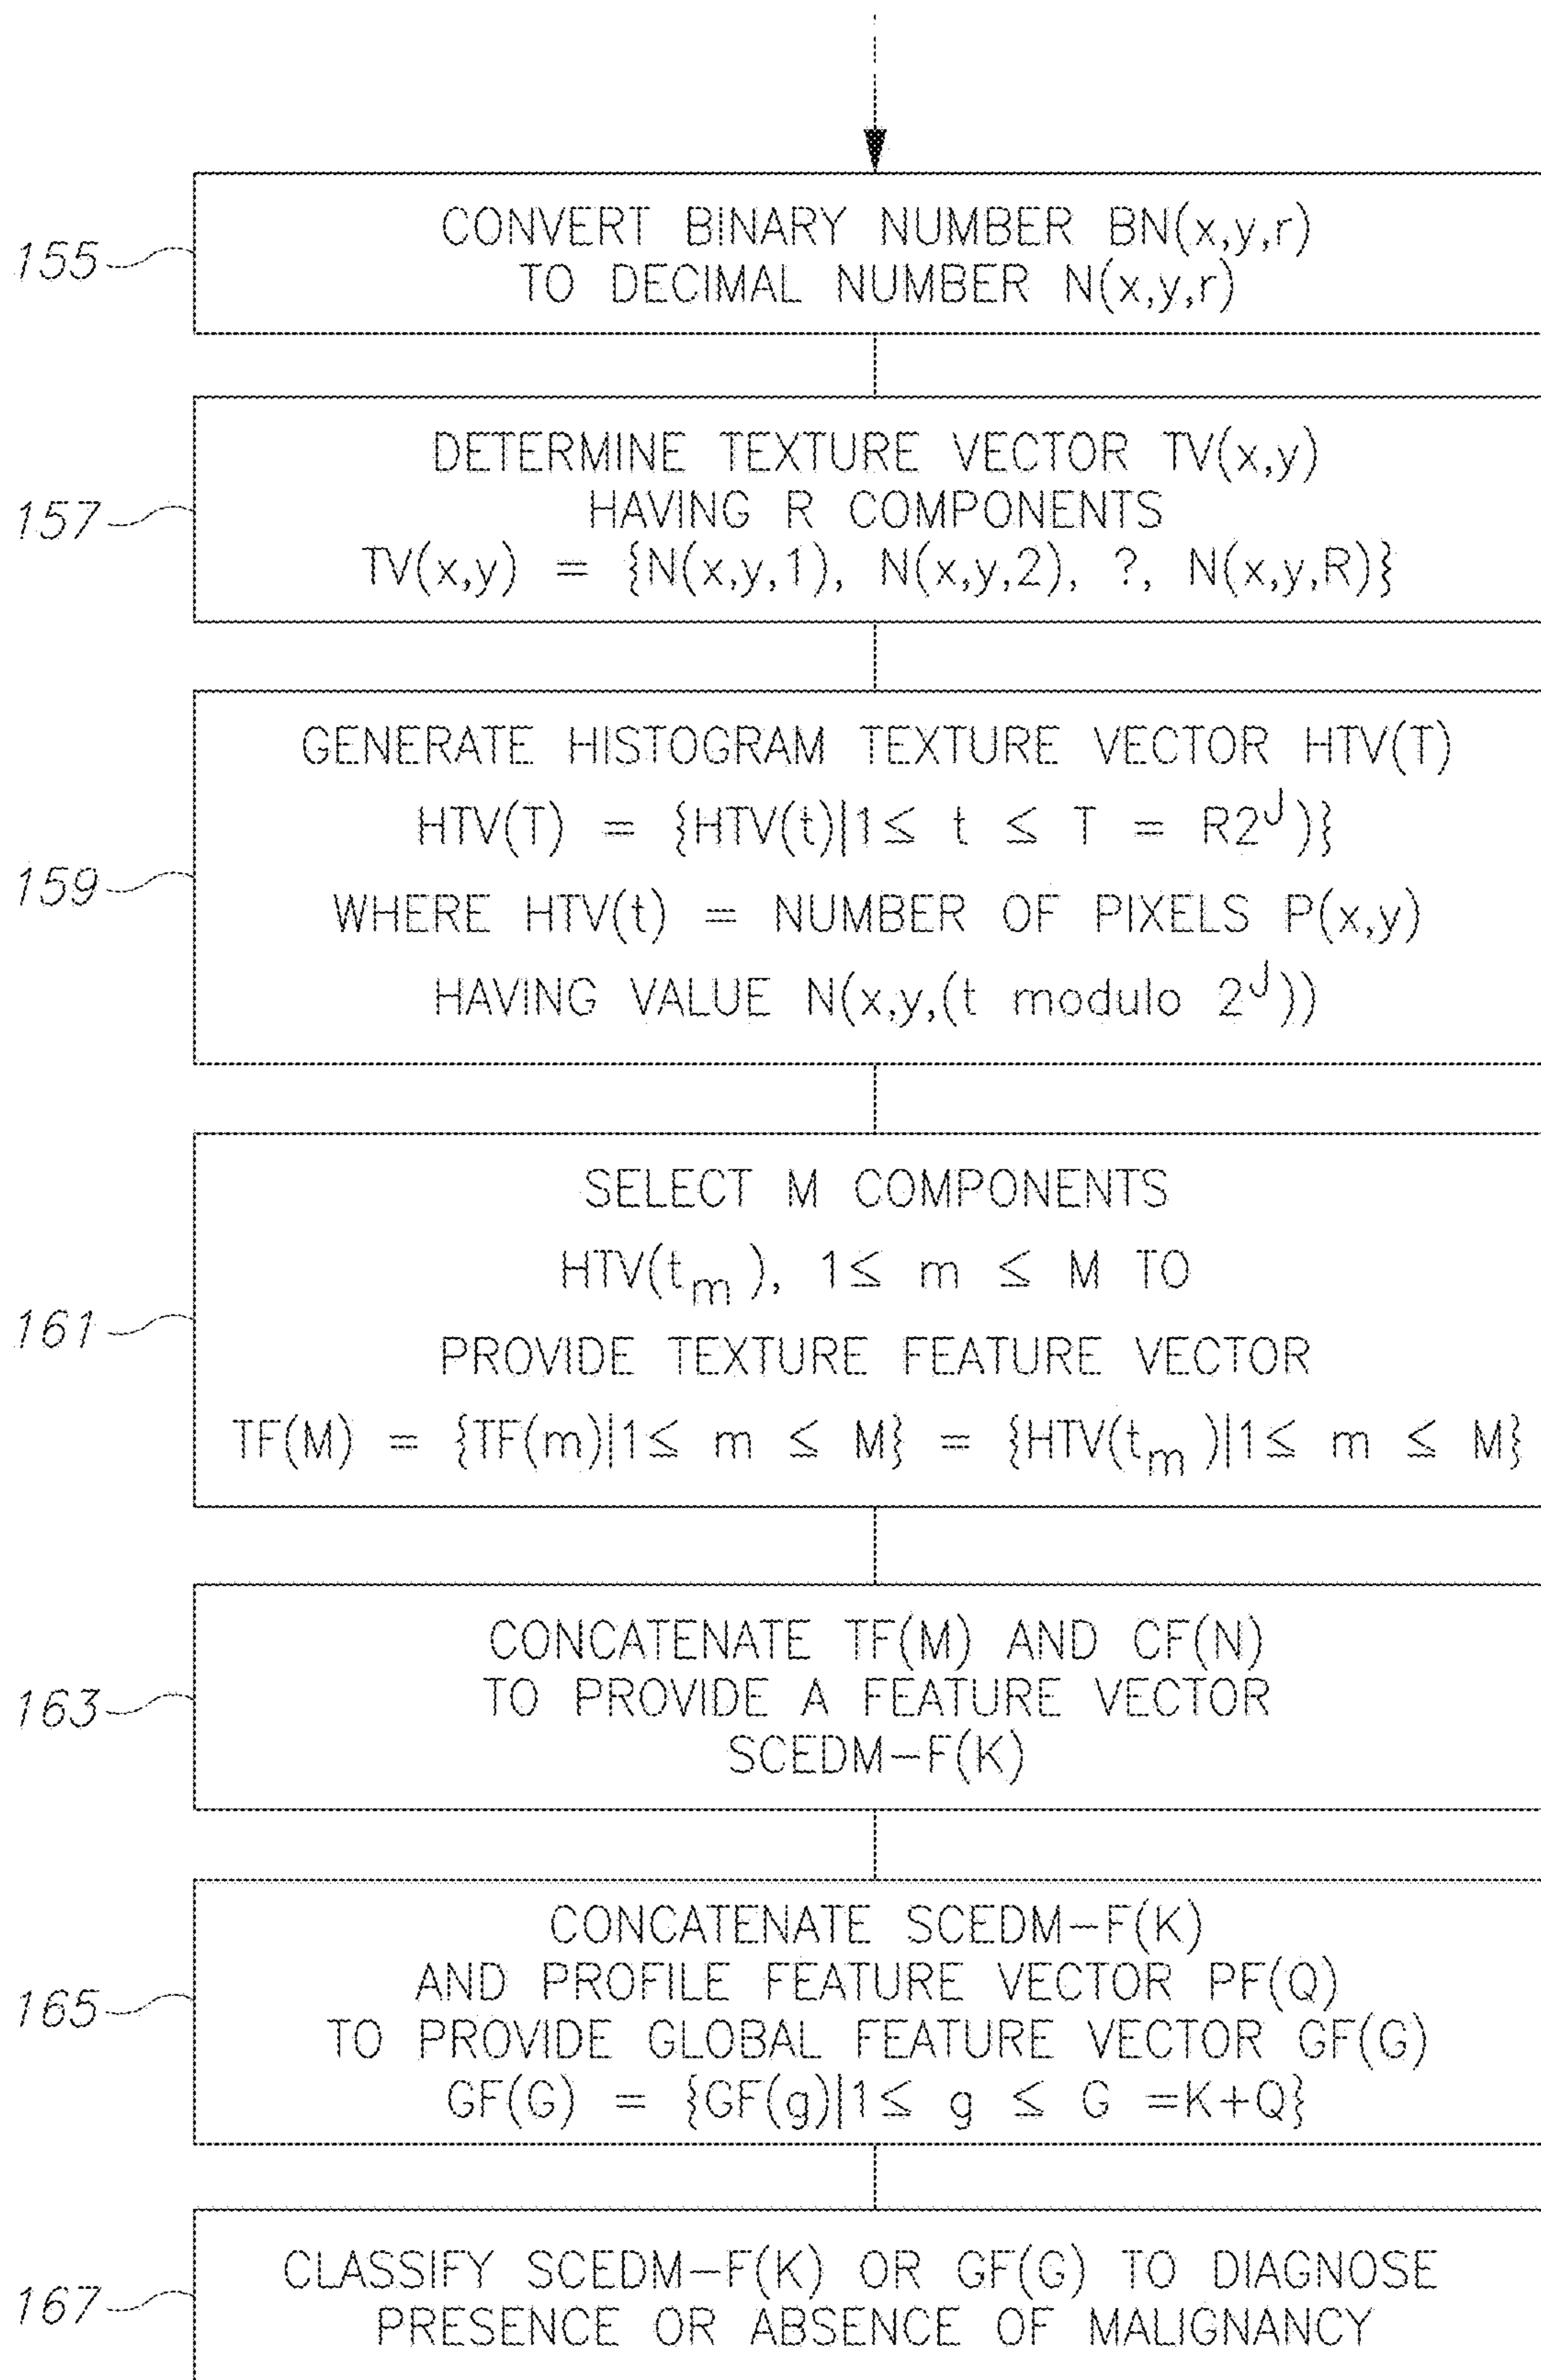 155
CONVERT BINARY NUMBER BN(x,y,r)
TO DECIMAL NUMBER N(x,y,r)
157
DETERMINE TEXTURE VECTOR TV(x,y)
HAVING R COMPONENTS
TV(x,y) = {N(x,y,1), N(x,y,2), ?, N(x,y,R)}
159
GENERATE HISTOGRAM TEXTURE VECTOR HTV(T)
HTV(T) = {HTV(t)|1≤ t ≤ T = R2^J)}
WHERE HTV(t) = NUMBER OF PIXELS P(x,y)
HAVING VALUE N(x,y,(t modulo 2^J))
161
SELECT M COMPONENTS
HTV(t_m), 1≤ m ≤ M TO
PROVIDE TEXTURE FEATURE VECTOR
TF(M) = {TF(m)|1≤ m ≤ M} = {HTV(t_m)|1≤ m ≤ M}
163
CONCATENATE TF(M) AND CF(N)
TO PROVIDE A FEATURE VECTOR
SCEDM-F(K)
165
CONCATENATE SCEDM-F(K)
AND PROFILE FEATURE VECTOR PF(Q)
TO PROVIDE GLOBAL FEATURE VECTOR GF(G)
GF(G) = {GF(g)|1≤ g ≤ G =K+Q}
167
CLASSIFY SCEDM-F(K) OR GF(G) TO DIAGNOSE
PRESENCE OR ABSENCE OF MALIGNANCY